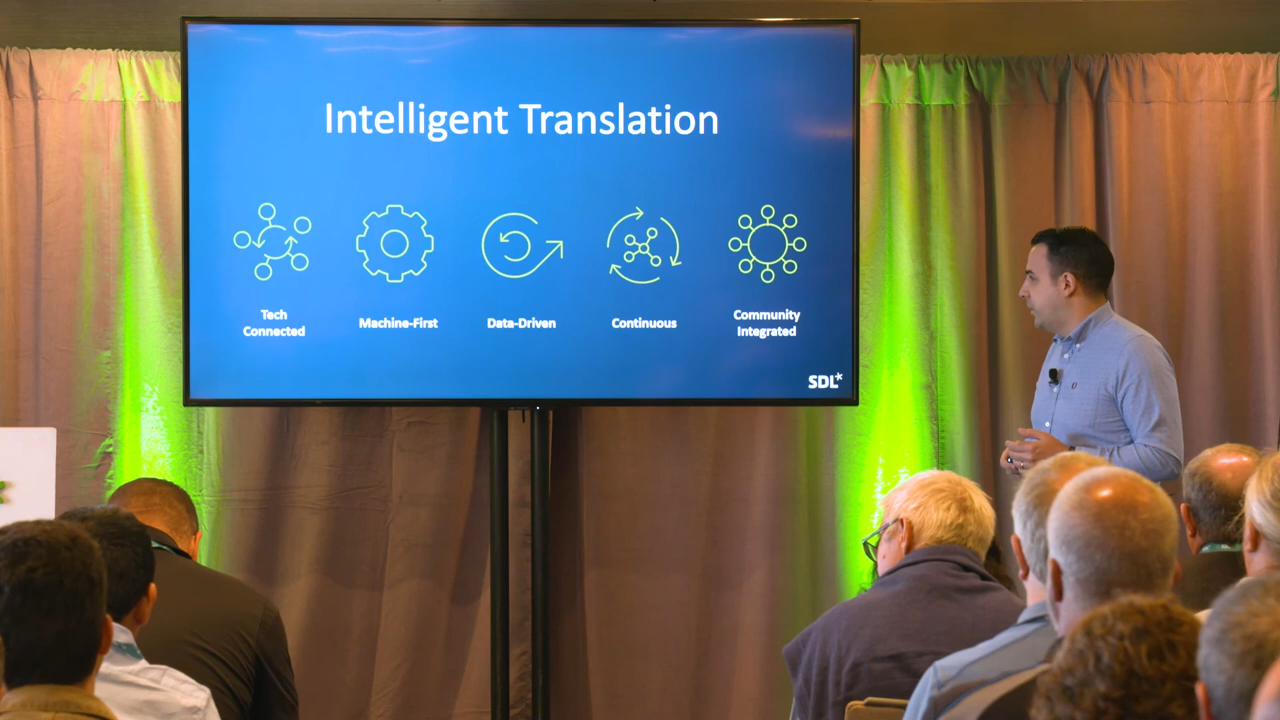 Intelligent Translation
Tech
Connected
Machine-First
Data-Driven
Continuous
Community
Integrated
SDL*